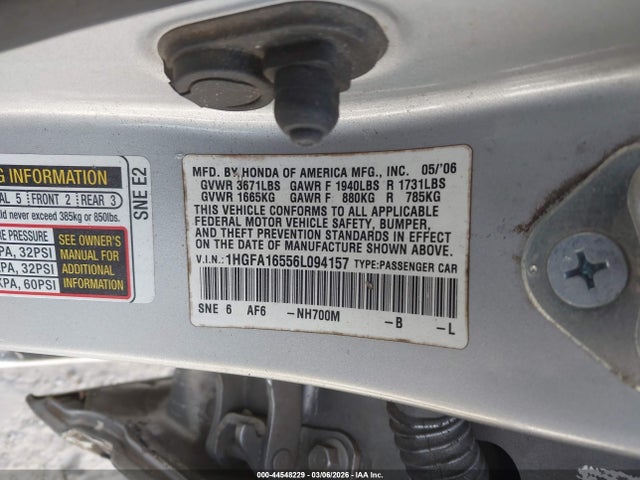 G INFORMATION
AL 5 FRONT 2 REAR 3
ld never exceed 385kg or 850lbs.
E PRESSURE
PA, 32PSI
PA, 32PSI
KPA, 60PSI
SEE OWNER'S
MANUAL FOR
ADDITIONAL
INFORMATION
SNE E2
MFD. BY HONDA OF AMERICA MFG., INC. 05/'06
GVWR 3671LBS GAWR F 1940LBS R 1731LBS
GVWR 1665KG GAWR F 880KG R 785KG
THIS VEHICLE CONFORMS TO ALL APPLICABLE
FEDERAL MOTOR VEHICLE SAFETY, BUMPER,
AND THEFT PREVENTION STANDARDS IN EFFECT
ON THE DATE OF MANUFACTURE SHOWN ABOVE.
V.I.N.: 1HGFA16556L094157 TYPE:PASSENGER CAR
SNE 6 AF6 -NH700M -B -L
000-44548229 - 03/06/2026 - IAA Corp.